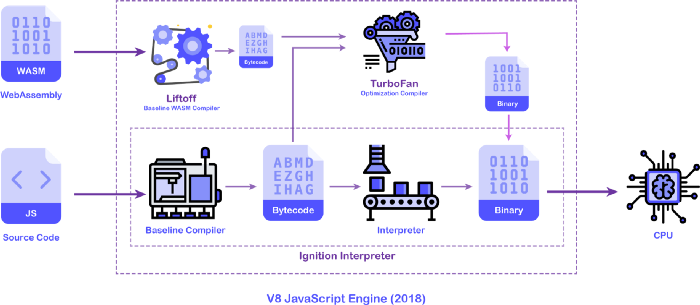 0110
1001
1010
WASM
WebAssembly
Liftoff
Baseline WASM Compiler
ABMD
EZGH
IHAG
Bytecode
01011
TurboFan
Optimization Compiler
1001
1001
0110
Binary
JS
Source Code
Baseline Compiler
ABMD
EZGH
IHAG
Bytecode
Interpreter
0110
1001
1010
Binary
CPU
Ignition Interpreter
V8 JavaScript Engine (2018)